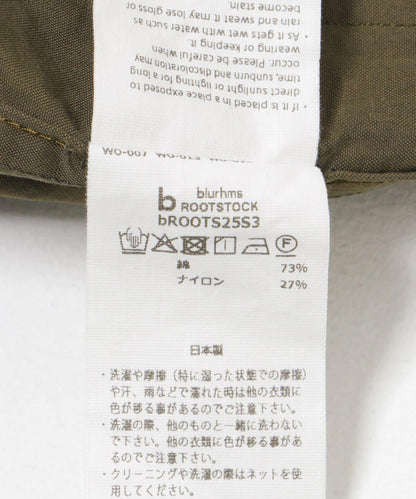 • If it is placed in a place exposed to
direct sunlight or lighting for a long
time, sunburn and discoloration may
occur. Please be careful when
wearing or keeping it.
• As it gets wet with water such as
rain and sweat it may lose gloss or
become stain.
b blurhms
ROOTSTOCK
bROOTS25S3
F
綿 73%
ナイロン 27%
日本製
・洗濯や摩擦（特に湿った状態での摩擦）
や汗、雨などで濡れた時は他の衣類に
色が移る事があるのでご注意下さい。
・洗濯の際、他のものと一緒に洗わない
で下さい。他の衣類に色が移る事があ
るのでご注意下さい。
・クリーニングや洗濯の際はネットを使
用してください。